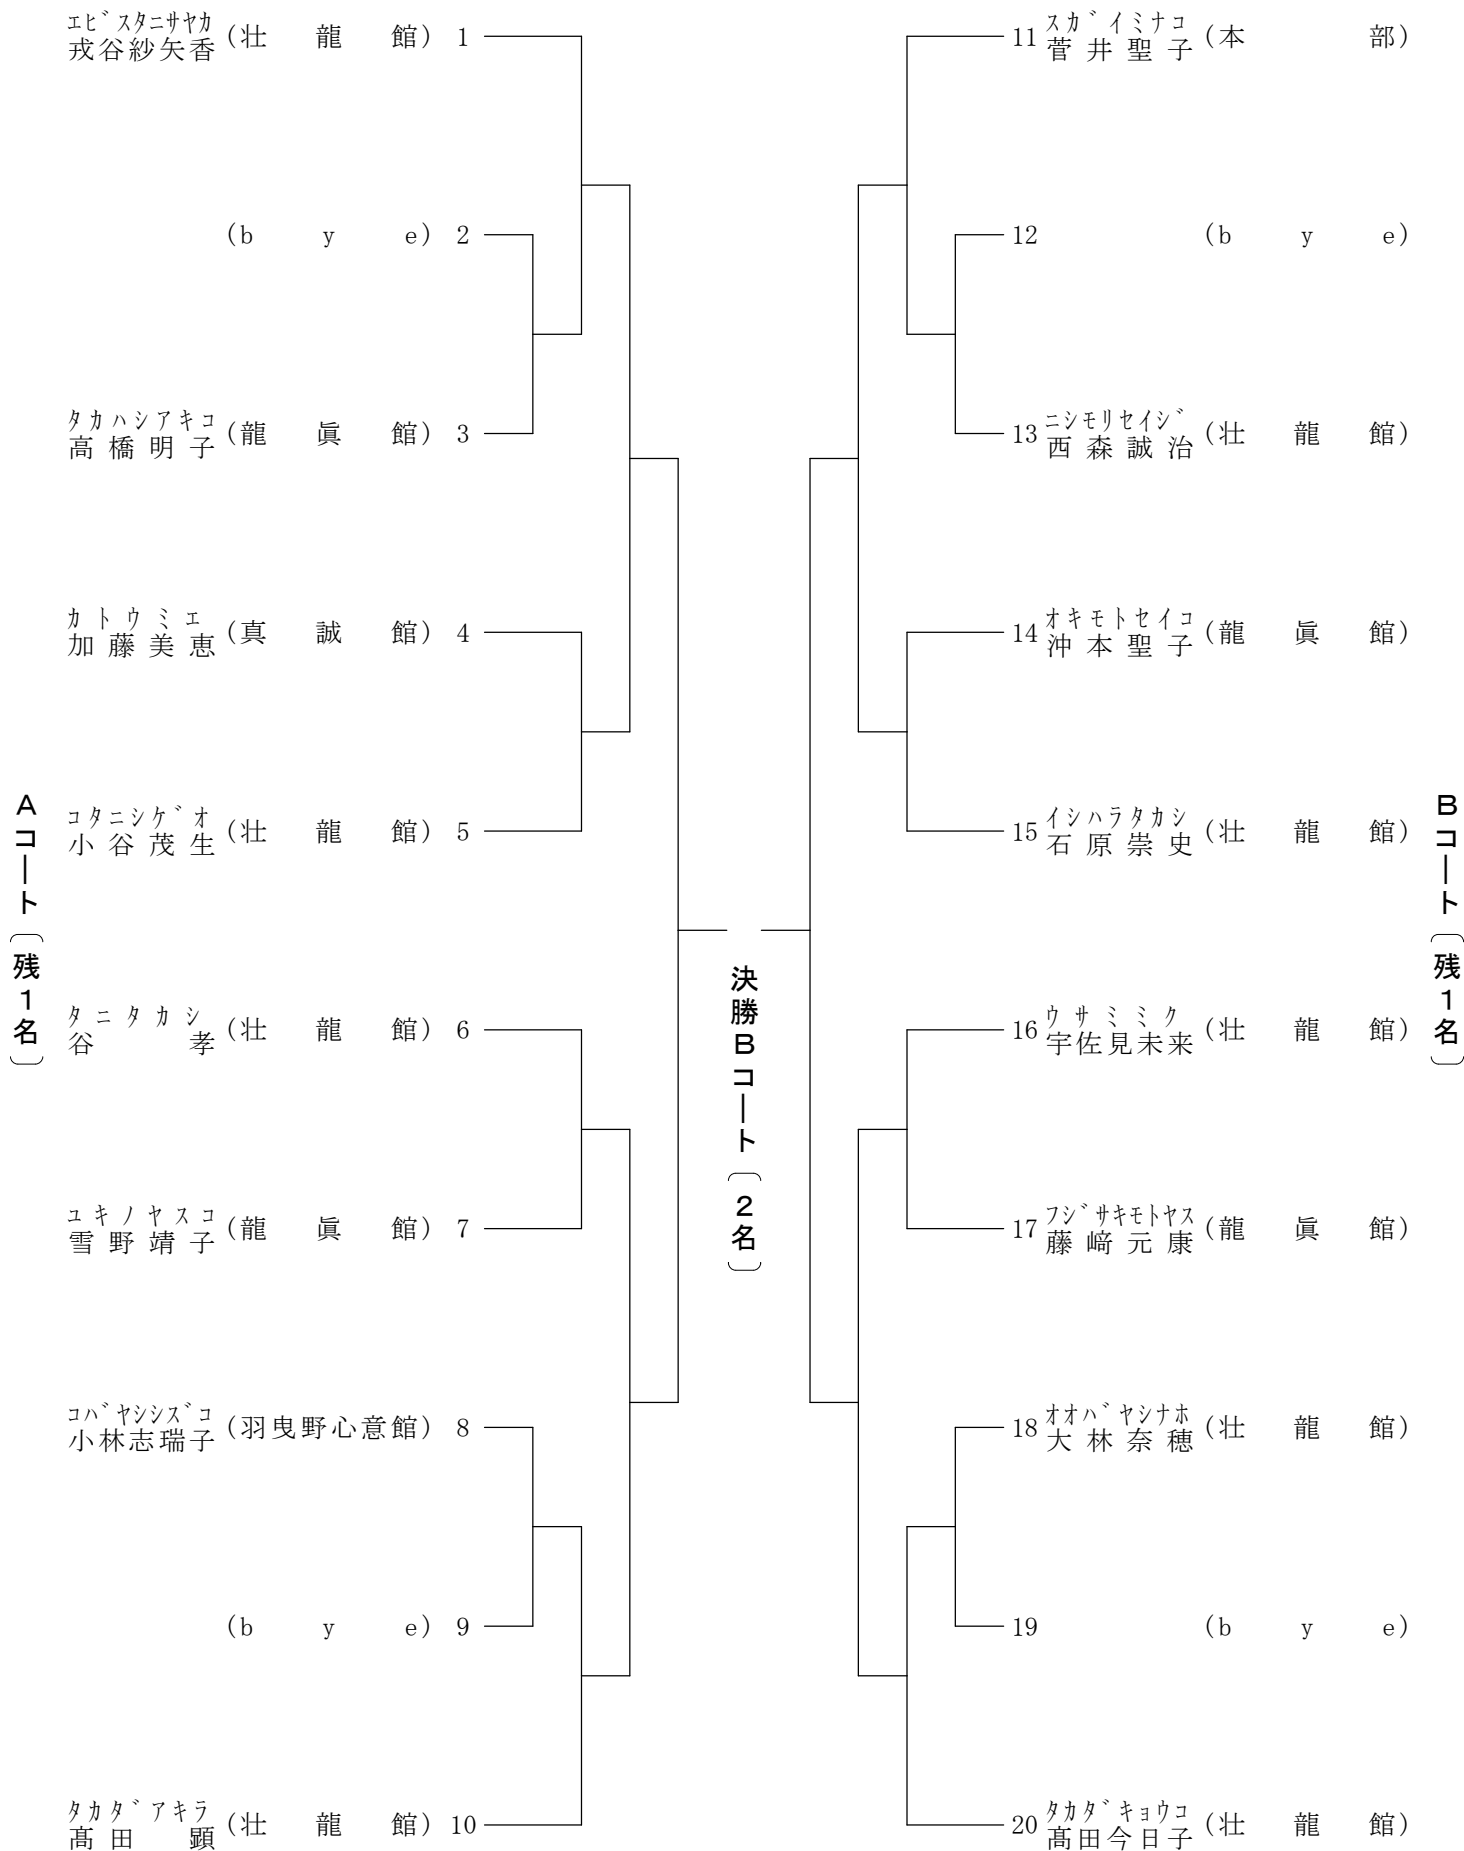 エビスタニサヤカ
戎谷紗矢香 (壮龍館) 1
(bye) 2
タカハシアキコ
高橋明子 (龍眞館) 3
カトウミエ
加藤美恵 (真誠館) 4
コタニシゲオ
小谷茂生 (壮龍館) 5
タニタカシ
谷孝 (壮龍館) 6
ユキノヤスコ
雪野靖子 (龍眞館) 7
コバヤシシズコ
小林志瑞子 (羽曳野心意館) 8
(bye) 9
タカダアキラ
髙田顕 (壮龍館) 10
Aコート〔残1名〕
決勝Bコート〔2名〕
スガイミナコ
11 菅井聖子 (本部)
12 (bye)
ニシモリセイジ
13 西森誠治 (壮龍館)
オキモトセイコ
14 沖本聖子 (龍眞館)
イシハラタカシ
15 石原崇史 (壮龍館)
ウサミミク
16 宇佐見未来 (壮龍館)
フジサキモトヤス
17 藤﨑元康 (龍眞館)
オオバヤシナホ
18 大林奈穂 (壮龍館)
19 (bye)
タカダキョウコ
20 髙田今日子 (壮龍館)
Bコート〔残1名〕